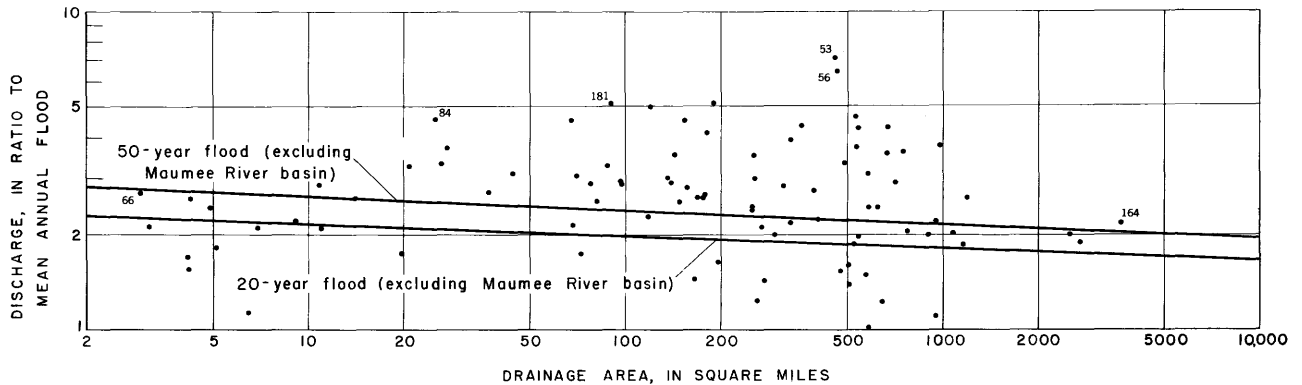 10
5
2
1
DISCHARGE, IN RATIO TO
MEAN ANNUAL FLOOD
50-year flood (excluding
Maumee River basin)
20-year flood (excluding Maumee River basin)
66
84
181
53
56
164
2 5 10 20 50 100 200 500 1000 2000 5000 10,000
DRAINAGE AREA, IN SQUARE MILES